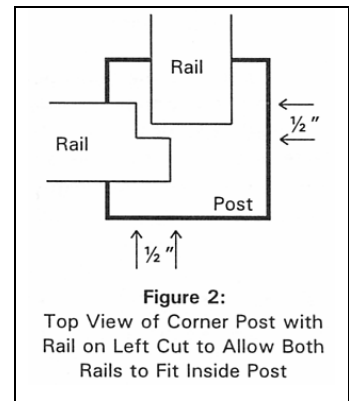 Rail
½"
Rail
Post
½"
Figure 2:
Top View of Corner Post with
Rail on Left Cut to Allow Both
Rails to Fit Inside Post